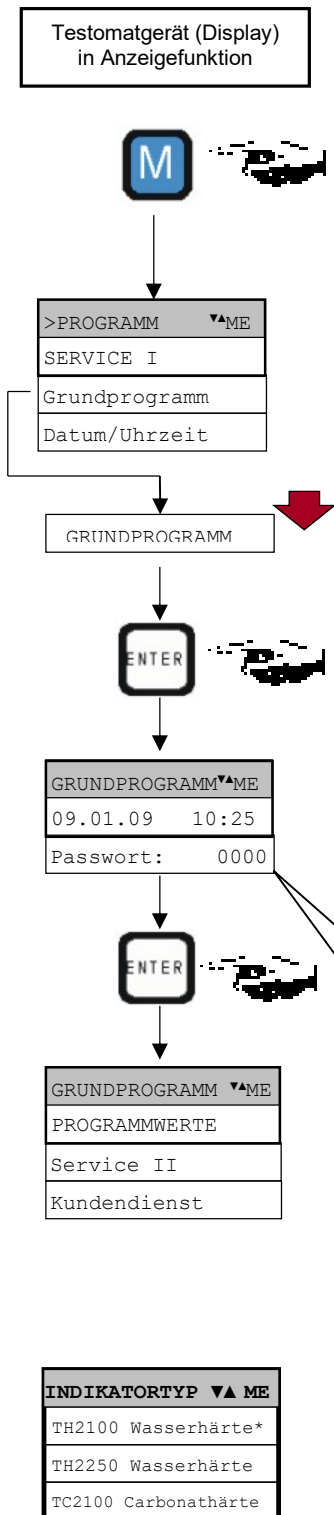 Testomatgerät (Display)
in Anzeigefunktion
M
>PROGRAMM ▼▲ME
SERVICE I
Grundprogramm
Datum/Uhrzeit
GRUNDPROGRAMM
ENTER
GRUNDPROGRAMM▼▲ME
09.01.09 10:25
Passwort: 0000
ENTER
GRUNDPROGRAMM ▼▲ME
PROGRAMMWERTE
Service II
Kundendienst
INDIKATORTYP ▼▲ ME
TH2100 Wasserhärte*
TH2250 Wasserhärte
TC2100 Carbonathärte